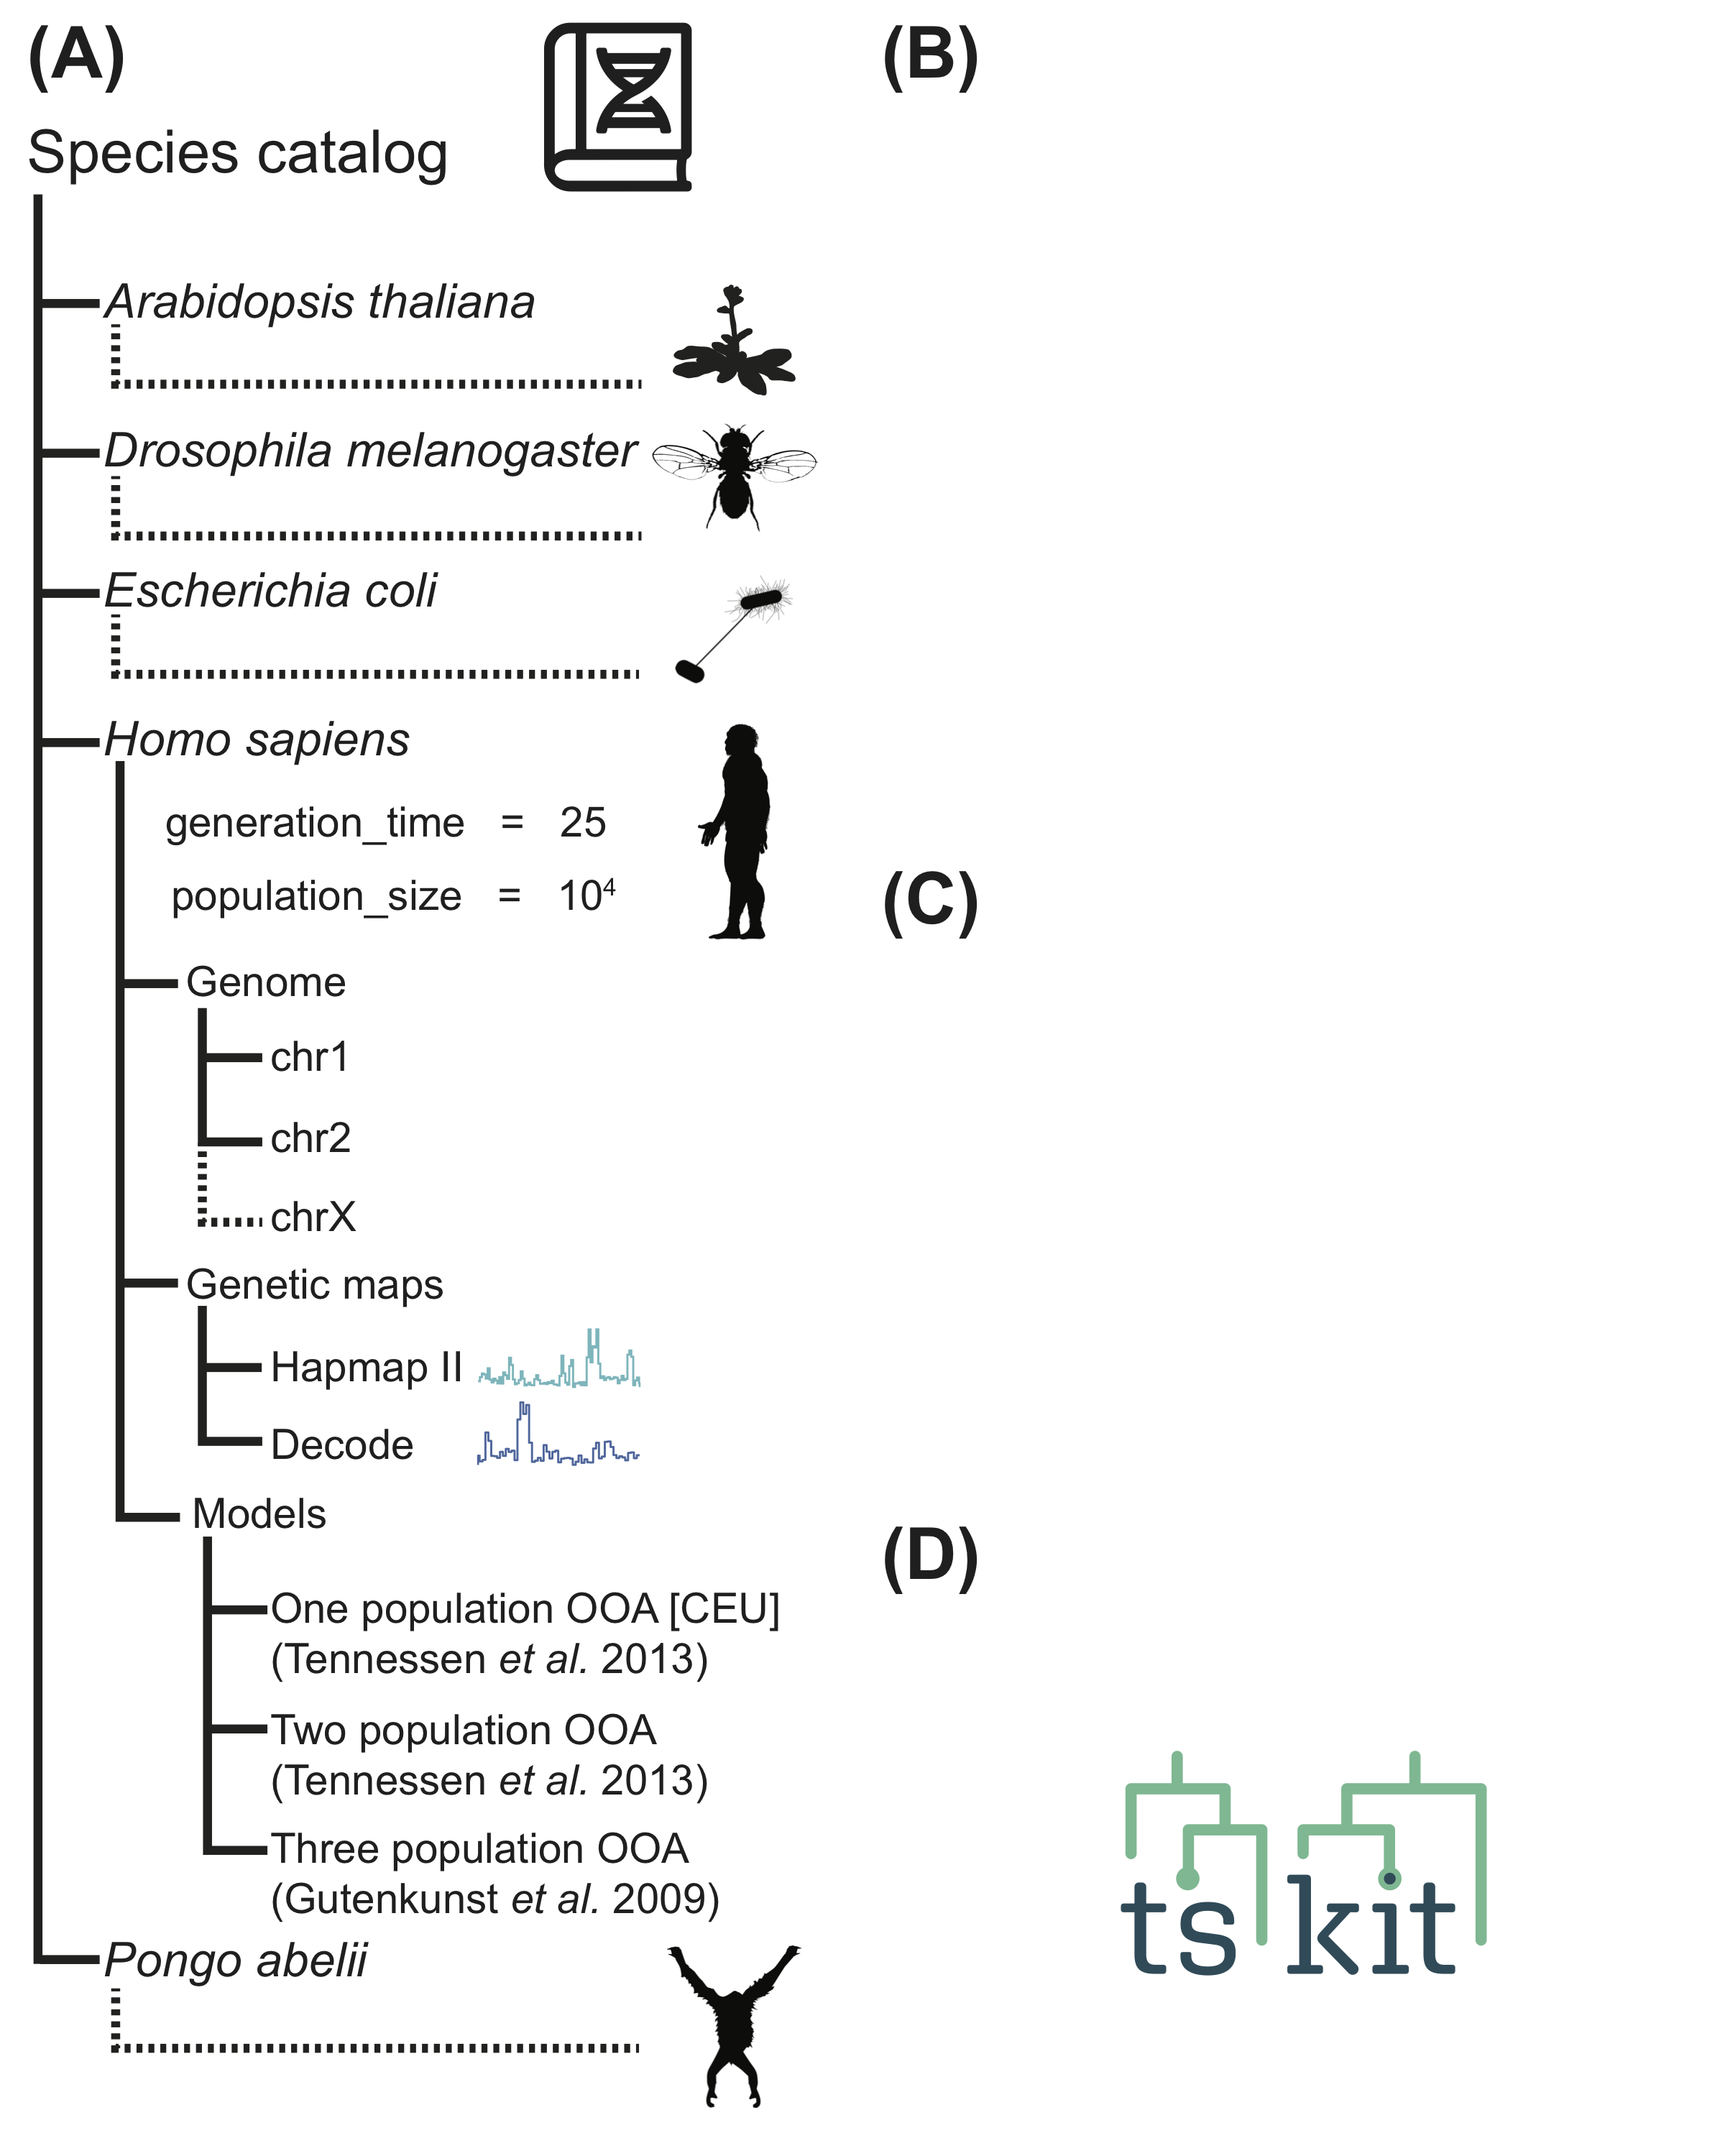 (A)
Species catalog
Arabidopsis thaliana
Drosophila melanogaster
Escherichia coli
Homo sapiens
generation_time = 25
population_size = 10⁴
Genome
chr1
chr2
chrX
Genetic maps
Hapmap II
Decode
Models
One population OOA [CEU]
(Tennessen et al. 2013)
Two population OOA
(Tennessen et al. 2013)
Three population OOA
(Gutenkunst et al. 2009)
Pongo abelii
(B)
(C)
(D)
tskit